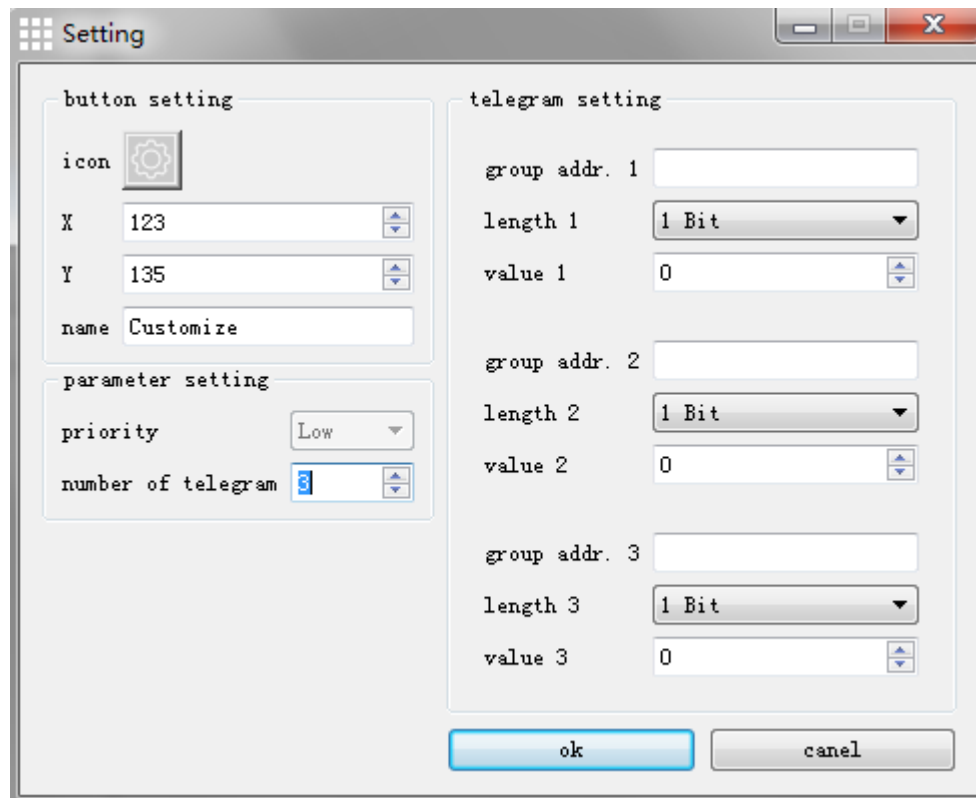 Setting
button setting
icon
X 123
Y 135
name Customize
parameter setting
priority Low
number of telegram 3
telegram setting
group addr. 1
length 1 1 Bit
value 1 0
group addr. 2
length 2 1 Bit
value 2 0
group addr. 3
length 3 1 Bit
value 3 0
ok canel